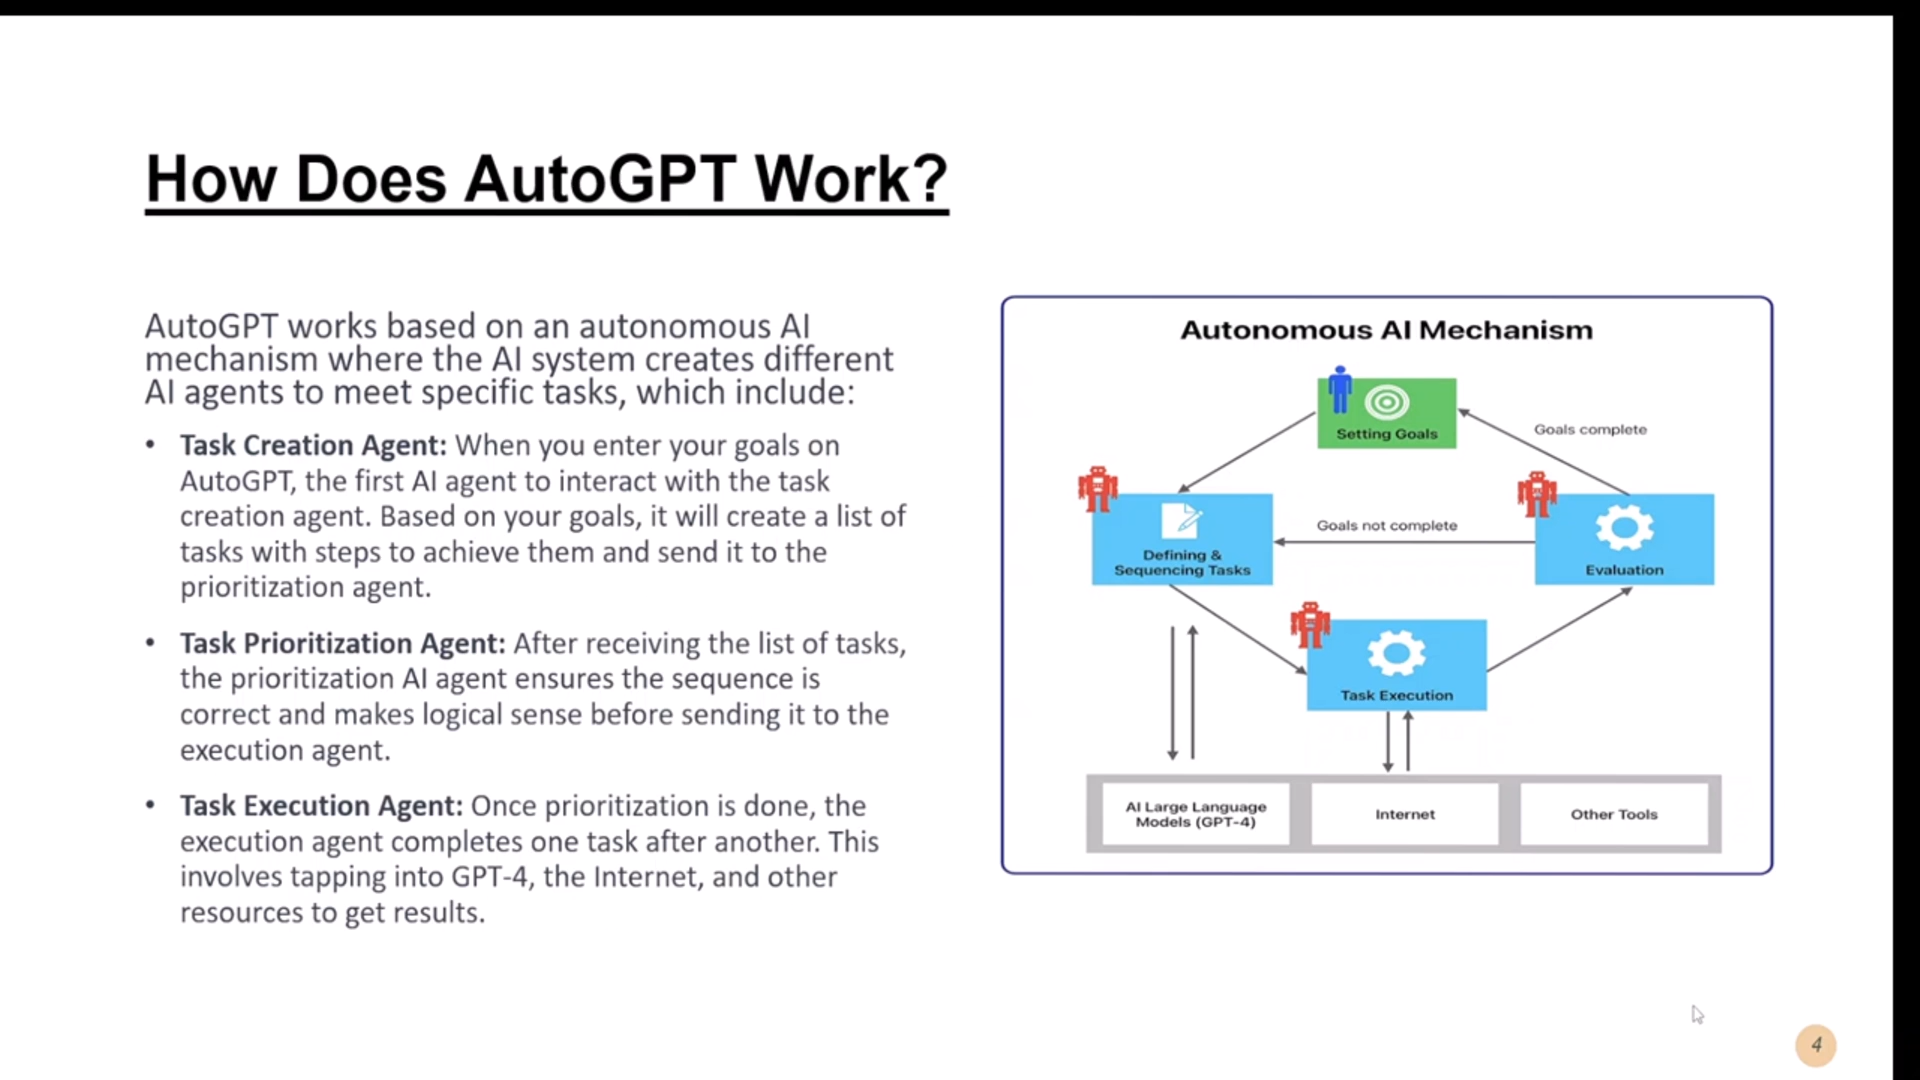 How Does AutoGPT Work?
AutoGPT works based on an autonomous AI
mechanism where the AI system creates different
AI agents to meet specific tasks, which include:
• Task Creation Agent: When you enter your goals on
AutoGPT, the first AI agent to interact with the task
creation agent. Based on your goals, it will create a list of
tasks with steps to achieve them and send it to the
prioritization agent.
• Task Prioritization Agent: After receiving the list of tasks,
the prioritization AI agent ensures the sequence is
correct and makes logical sense before sending it to the
execution agent.
• Task Execution Agent: Once prioritization is done, the
execution agent completes one task after another. This
involves tapping into GPT-4, the Internet, and other
resources to get results.
Autonomous AI Mechanism
Setting Goals
Goals complete
Goals not complete
Defining &
Sequencing Tasks
Evaluation
Task Execution
AI Large Language
Models (GPT-4)
Internet
Other Tools
4